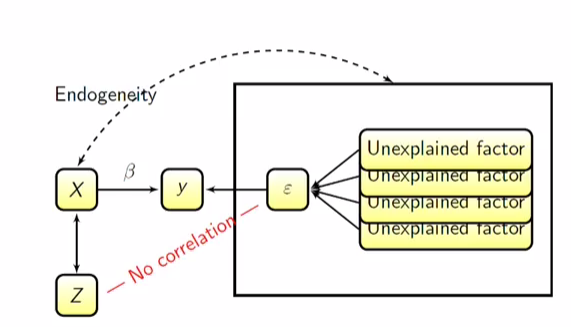 Endogeneity
β
X
y
ε
Unexplained factor
Unexplained factor
Unexplained factor
Unexplained factor
— No correlation —
Z